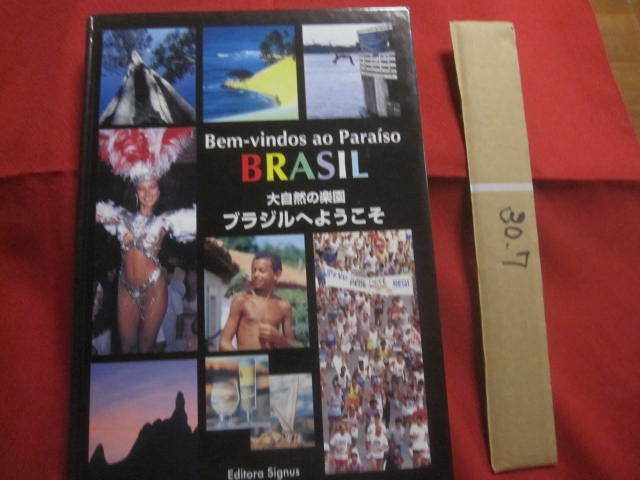 Bem-vindos ao Paraíso
BRASIL
大自然の楽園
ブラジルへようこそ
Editora Signus
30.7